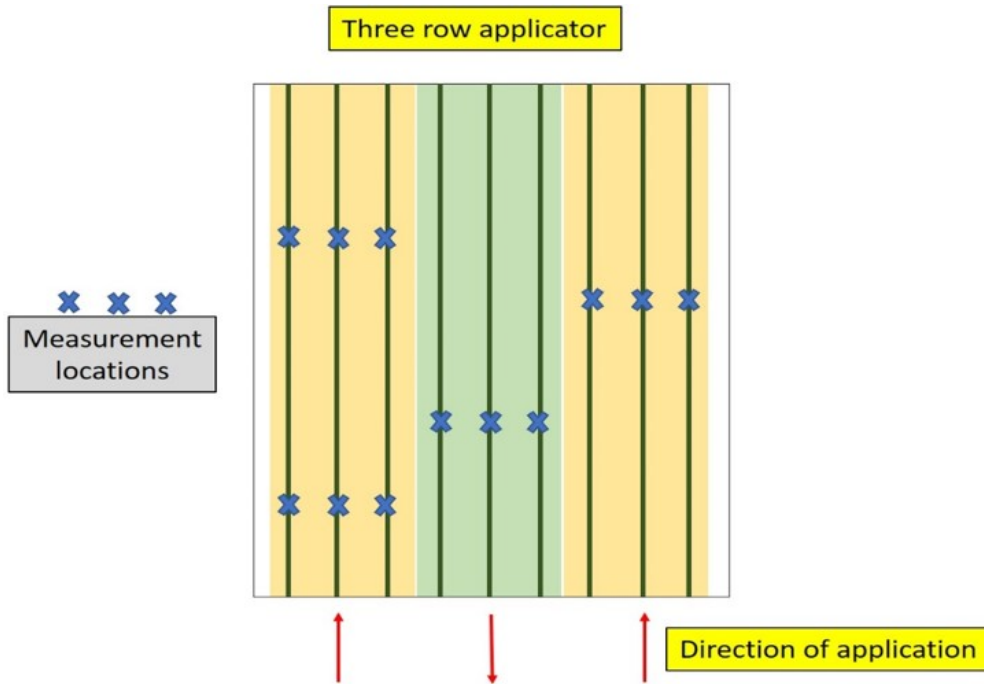 Three row applicator
Measurement
locations
Direction of application